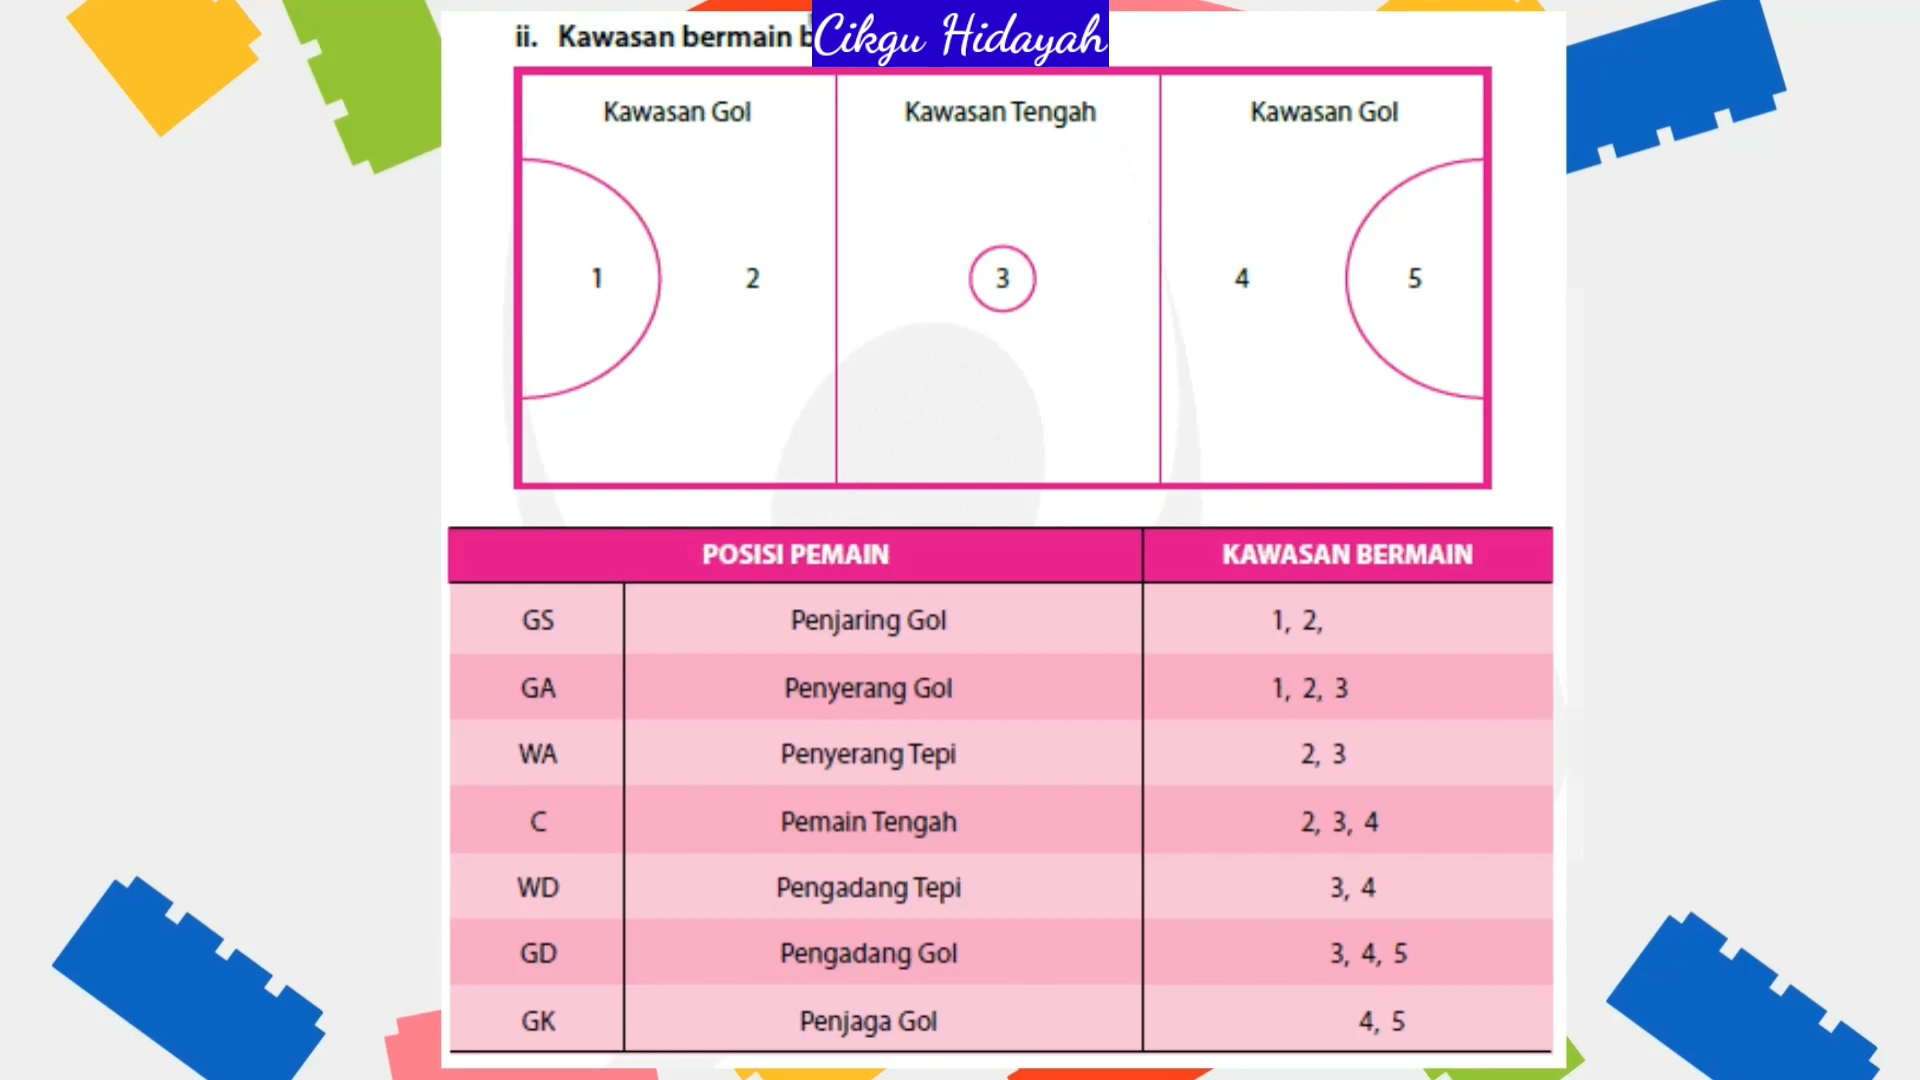 ii. Kawasan bermain
Cikgu Hidayah
Kawasan Gol Kawasan Tengah Kawasan Gol
1 2 3 4 5
POSISI PEMAIN KAWASAN BERMAIN
GS Penjaring Gol 1, 2,
GA Penyerang Gol 1, 2, 3
WA Penyerang Tepi 2, 3
C Pemain Tengah 2, 3, 4
WD Pengadang Tepi 3, 4
GD Pengadang Gol 3, 4, 5
GK Penjaga Gol 4, 5